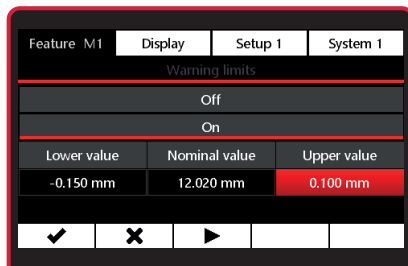 Feature M1 Display Setup 1 System 1
Warning limits
Off
On
Lower value Nominal value Upper value
-0.150 mm 12.020 mm 0.100 mm